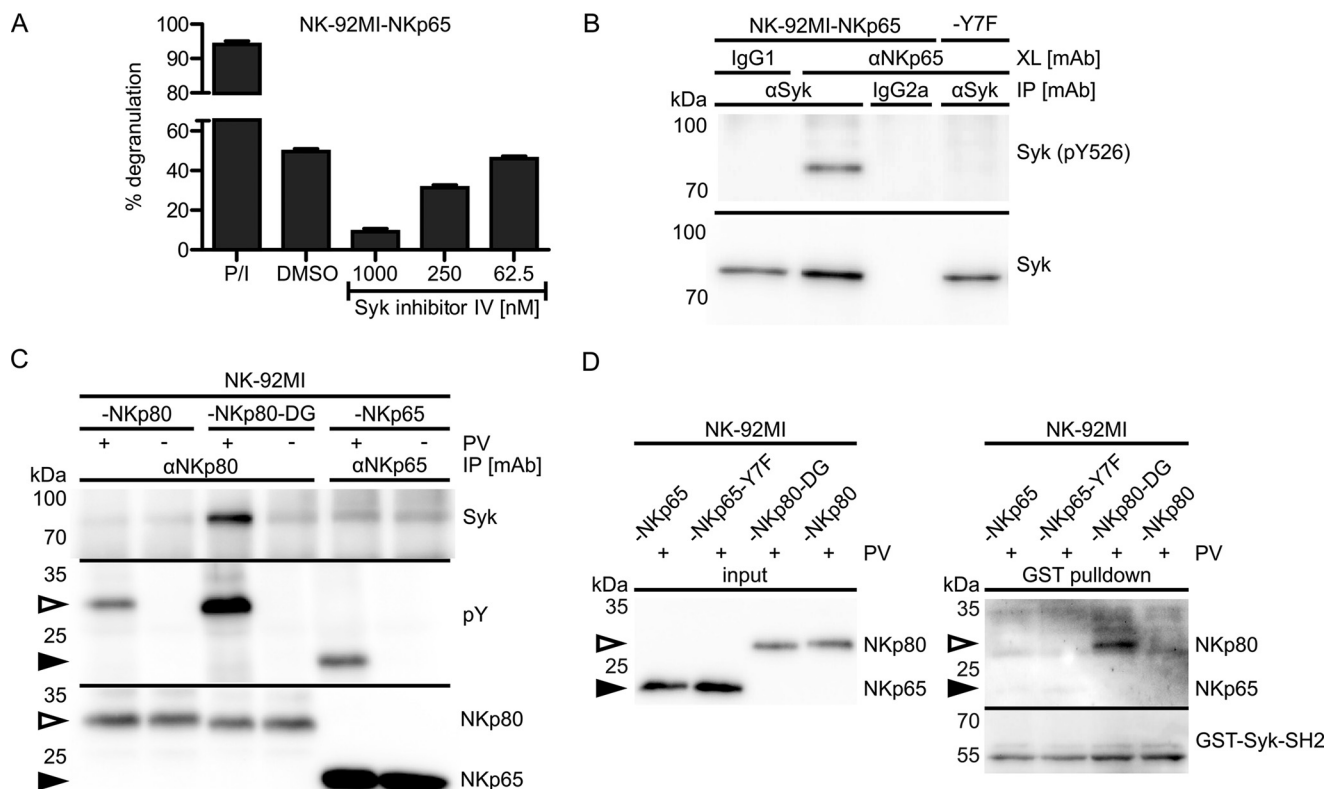 A
NK-92MI-NKp65
% degranulation
100
90
80
60
40
20
0
P/I DMSO 1000 250 62.5
Syk inhibitor IV [nM]
B
NK-92MI-NKp65 -Y7F
IgG1 αNKp65 XL [mAb]
αSyk IgG2a αSyk IP [mAb]
kDa
100
Syk (pY526)
70
100
Syk
70
C
NK-92MI
-NKp80 -NKp80-DG -NKp65
+ - + - + - PV
αNKp80 αNKp65 IP [mAb]
kDa
100
Syk
70
35
pY
25
35
NKp80
25
NKp65
D
NK-92MI
-NKp65 -NKp65-Y7F -NKp80-DG -NKp80
+ + + + PV
input
kDa
35
NKp80
25
NKp65
NK-92MI
-NKp65 -NKp65-Y7F -NKp80-DG -NKp80
+ + + + PV
GST pulldown
kDa
35
NKp80
25
NKp65
70
GST-Syk-SH2
55